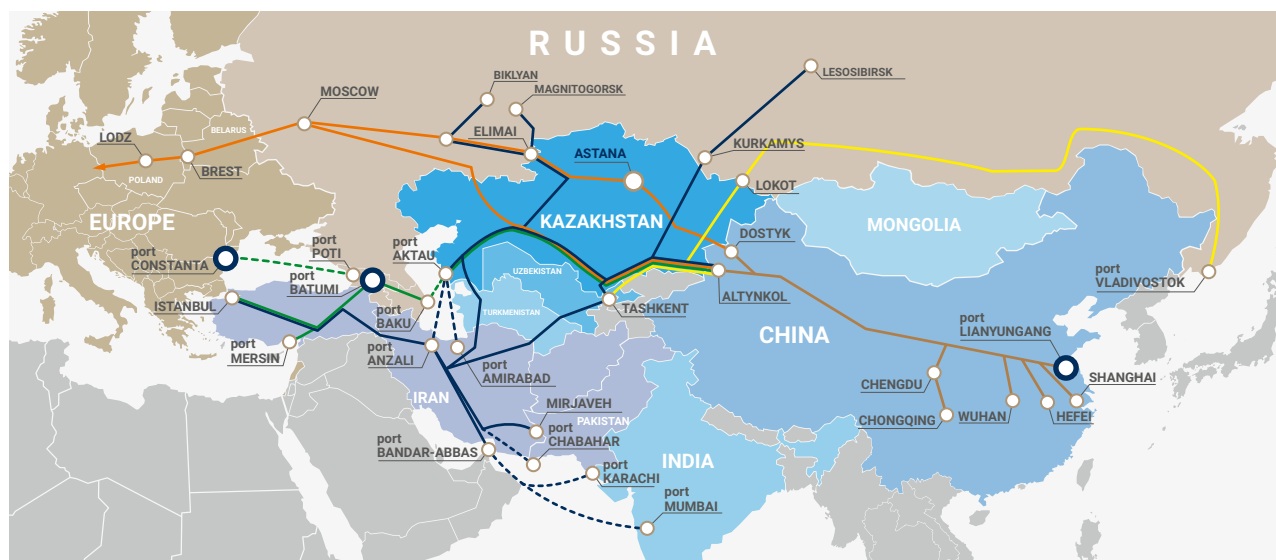 RUSSIA
BIKLYAN
MAGNITOGORSK
LESOSIBIRSK
MOSCOW
ELIMAI
BELARUS
LODZ
BREST
POLAND
ASTANA
KURKAMYS
LOKOT
EUROPE
KAZAKHSTAN
MONGOLIA
DOSTYK
port
CONSTANTA
port
POTI
port
AKTAU
port
BATUMI
UZBEKISTAN
ALTYNKOL
port
VLADIVOSTOK
ISTANBUL
port
BAKU
TURKMENISTAN
TASHKENT
CHINA
port
LIANYUNGANG
port
MERSIN
port
ANZALI
port
AMIRABAD
SHANGHAI
CHENGDU
IRAN
MIRJAVEH
PAKISTAN
CHONGQING
WUHAN
HEFEI
port
BANDAR-ABBAS
port
CHABAHAR
INDIA
port
KARACHI
port
MUMBAI